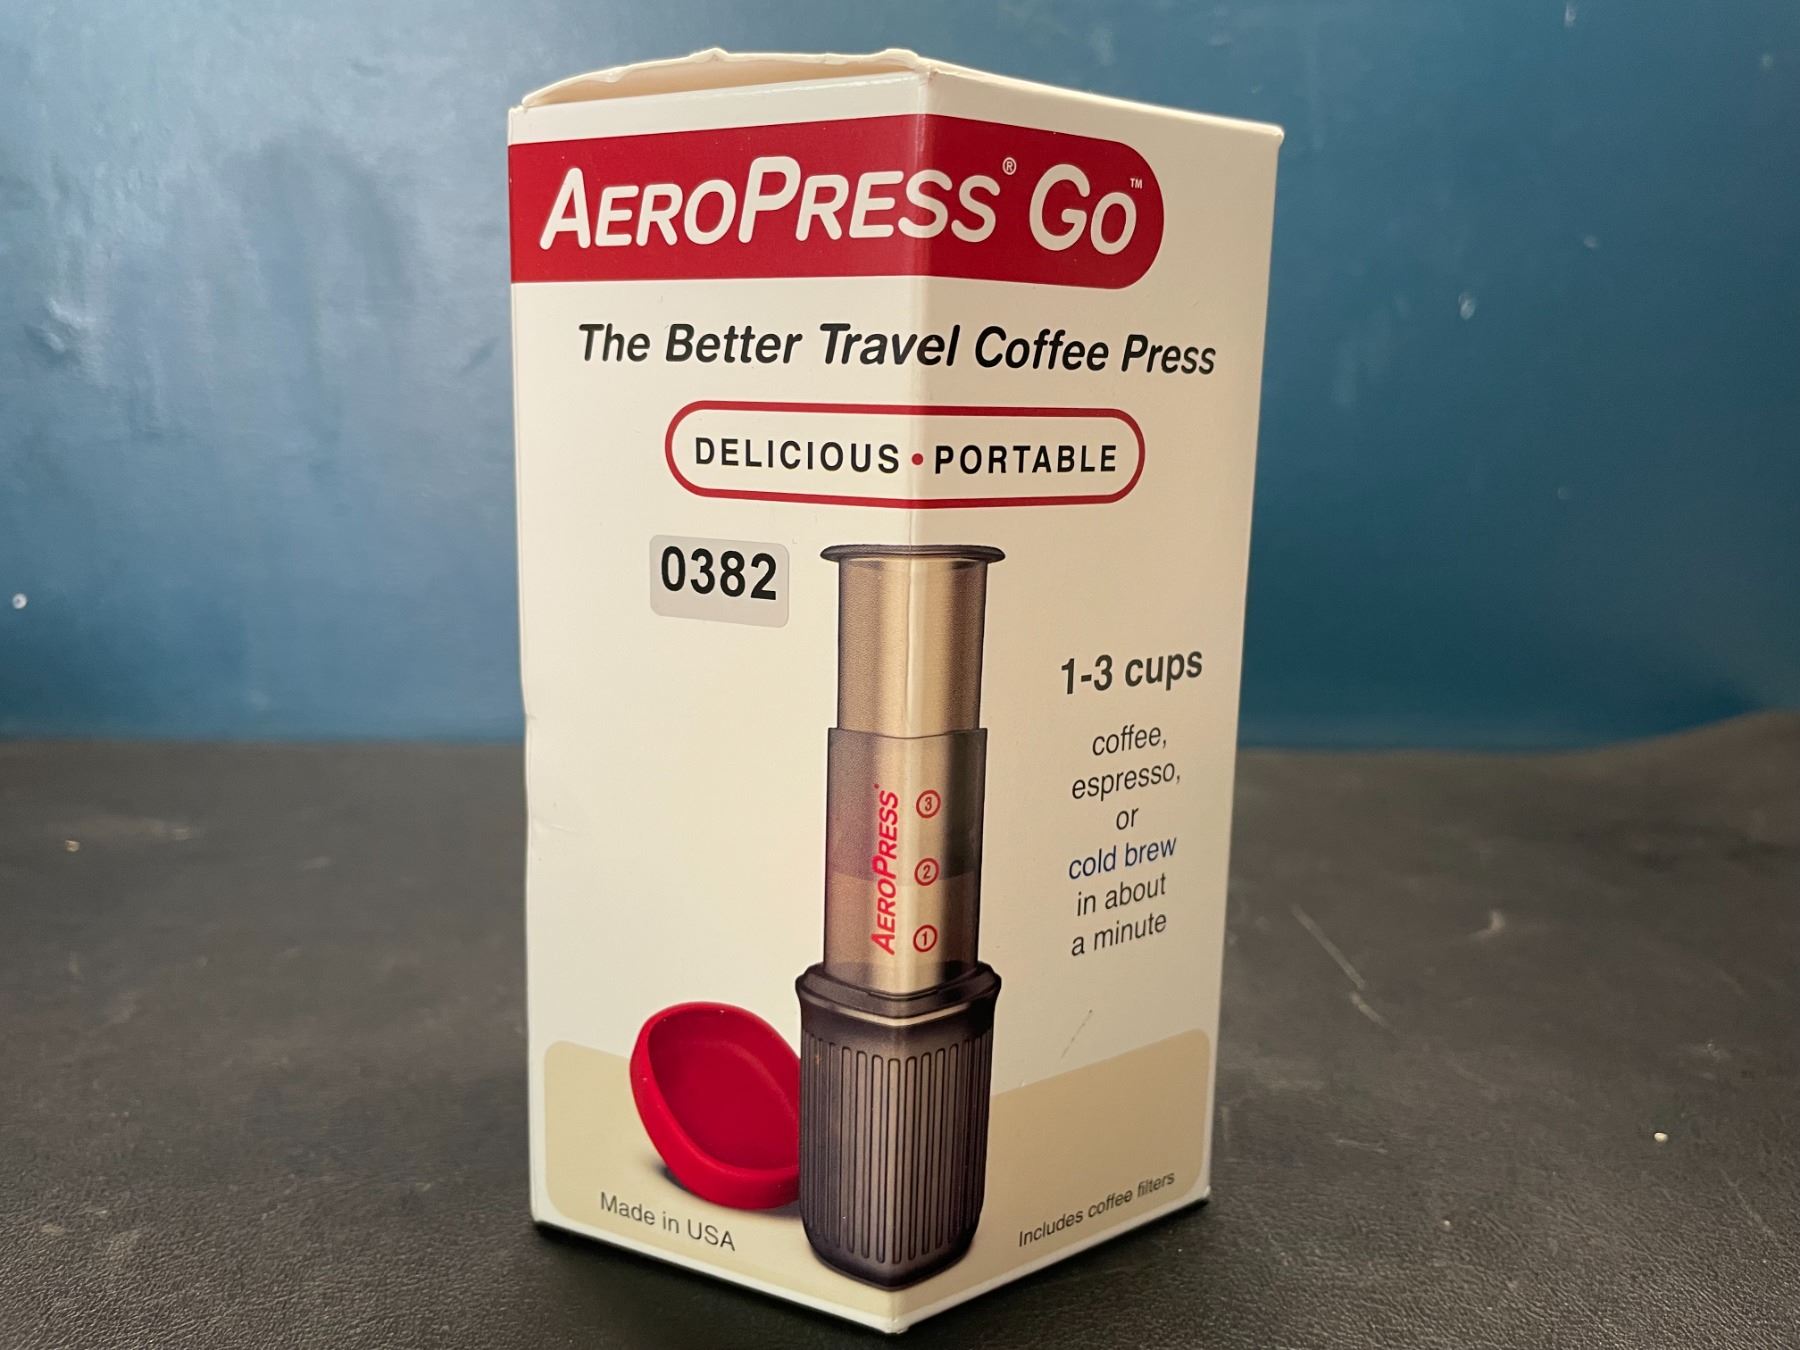 AEROPRESS® GO™
The Better Travel Coffee Press
DELICIOUS • PORTABLE
0382
1-3 cups
coffee,
espresso,
or
cold brew
in about
a minute
AEROPRESS
3
2
1
Made in USA
Includes coffee filters